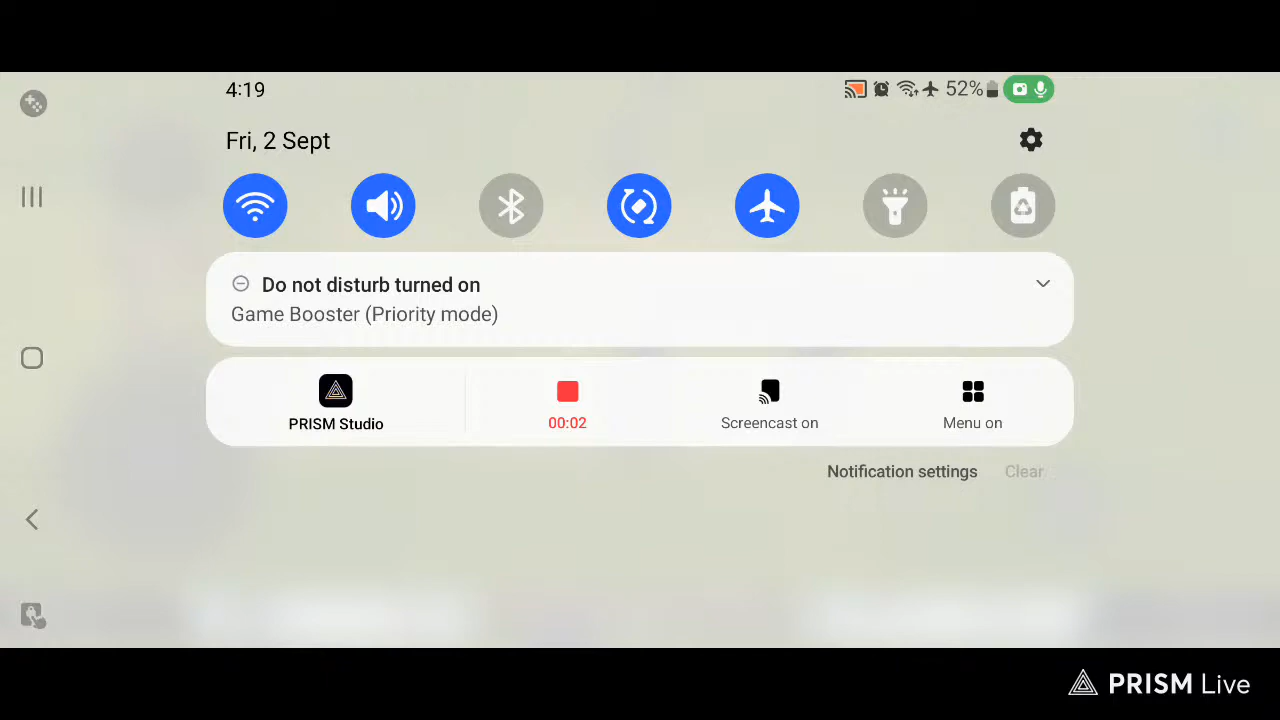 4:19
52%
Fri, 2 Sept
Do not disturb turned on
Game Booster (Priority mode)
PRISM Studio
00:02
Screencast on
Menu on
Notification settings
Clear
PRISM Live